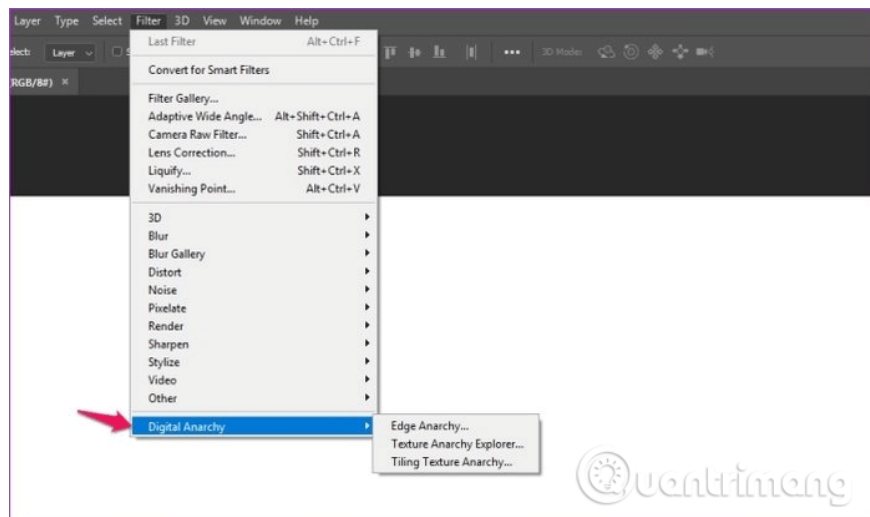 Layer Type Select Filter 3D View Window Help
Layer
3D Mode:
RGB/8#) ×
Last Filter Alt+Ctrl+F
Convert for Smart Filters
Filter Gallery...
Adaptive Wide Angle... Alt+Shift+Ctrl+A
Camera Raw Filter... Shift+Ctrl+A
Lens Correction... Shift+Ctrl+R
Liquify... Shift+Ctrl+X
Vanishing Point... Alt+Ctrl+V
3D
Blur
Blur Gallery
Distort
Noise
Pixelate
Render
Sharpen
Stylize
Video
Other
Digital Anarchy
Edge Anarchy...
Texture Anarchy Explorer...
Tiling Texture Anarchy...
Quantrimang